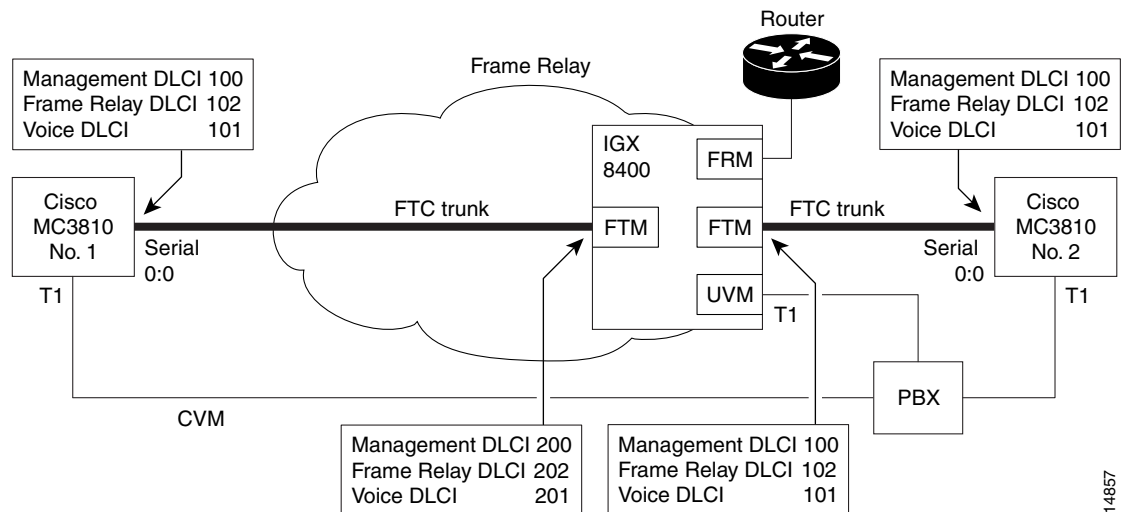 Router
Management DLCI 100
Frame Relay DLCI 102
Voice DLCI 101
Frame Relay
Management DLCI 100
Frame Relay DLCI 102
Voice DLCI 101
IGX
8400
FRM
Cisco
MC3810
No. 1
FTC trunk
FTM
FTM
FTC trunk
Cisco
MC3810
No. 2
Serial
0:0
Serial
0:0
T1
UVM
T1
T1
PBX
CVM
Management DLCI 200
Frame Relay DLCI 202
Voice DLCI 201
Management DLCI 100
Frame Relay DLCI 102
Voice DLCI 101
14857